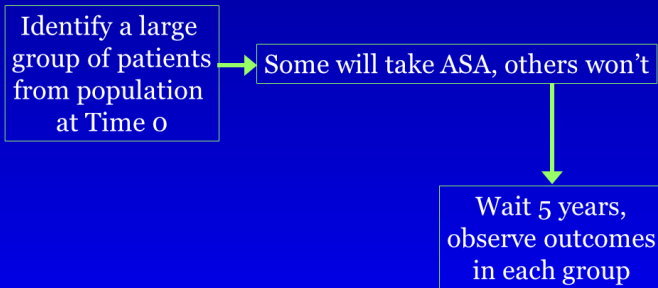 Identify a large
group of patients
from population
at Time 0
Some will take ASA, others won’t
Wait 5 years,
observe outcomes
in each group